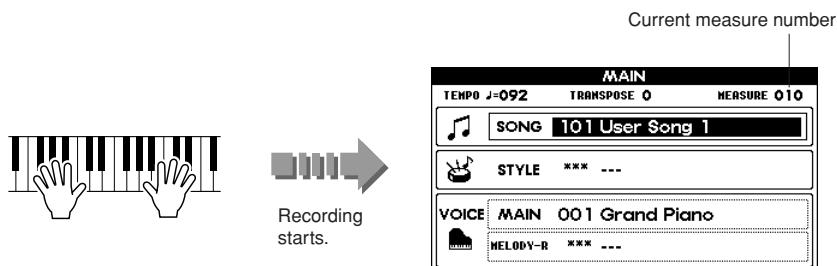 Current measure number
MAIN
TEMPO ♩=092 TRANSPOSE 0 MEASURE 010
SONG 101 User Song 1
STYLE *** ---
VOICE MAIN 001 Grand Piano
MELODY-R *** ---
Recording
starts.